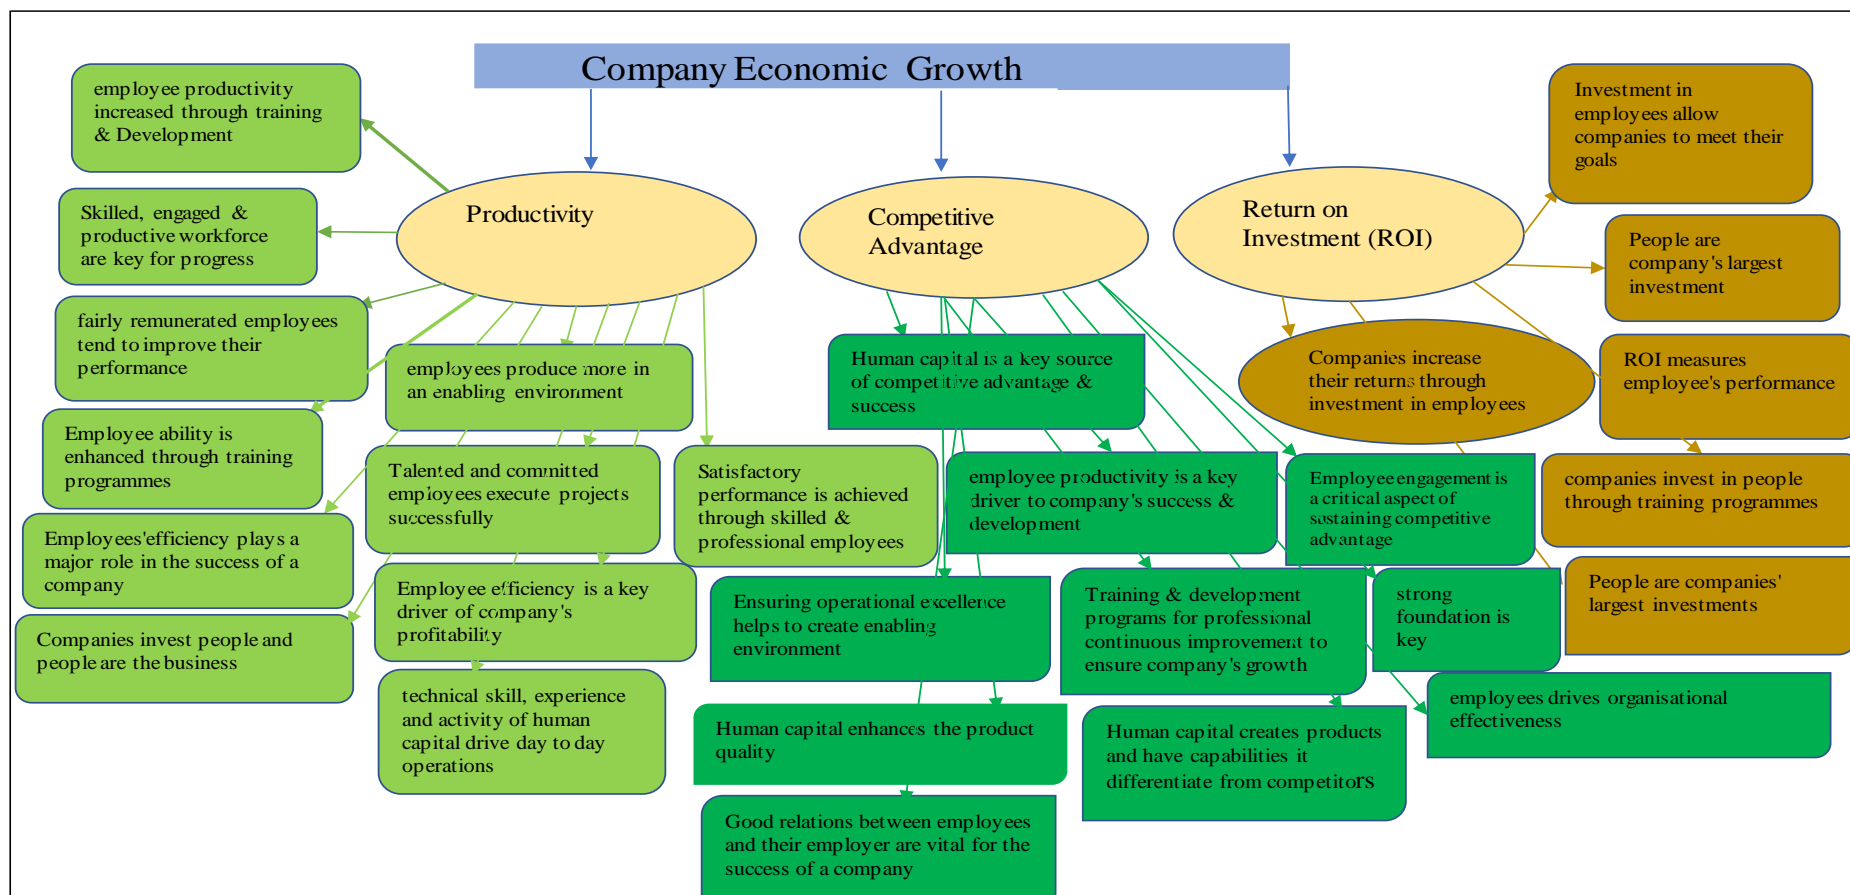 Company Economic Growth
Productivity
Competitive
Advantage
Return on
Investment (ROI)
employee productivity
increased through training
& Development
Skilled, engaged &
productive workforce
are key for progress
fairly remunerated employees
tend to improve their
performance
Employee ability is
enhanced through training
programmes
Employees'efficiency plays a
major role in the success of a
company
Companies invest people and
people are the business
employees produce more in
an enabling environment
Talented and committed
employees execute projects
successfully
Employee efficiency is a key
driver of company's
profitability
technical skill, experience
and activity of human
capital drive day to day
operations
Satisfactory
performance is achieved
through skilled &
professional employees
Human capital is a key source
of competitive advantage &
success
employee productivity is a key
driver to company's success &
development
Employee engagement is
a critical aspect of
sustaining competitive
advantage
Ensuring operational excellence
helps to create enabling
environment
Training & development
programs for professional
continuous improvement to
ensure company's growth
strong
foundation is
key
Human capital enhances the product
quality
Human capital creates products
and have capabilities it
differentiate from competitors
employees drives organisational
effectiveness
Good relations between employees
and their employer are vital for the
success of a company
Investment in
employees allow
companies to meet their
goals
People are
company's largest
investment
Companies increase
their returns through
investment in employees
ROI measures
employee's performance
companies invest in people
through training programmes
People are companies'
largest investments